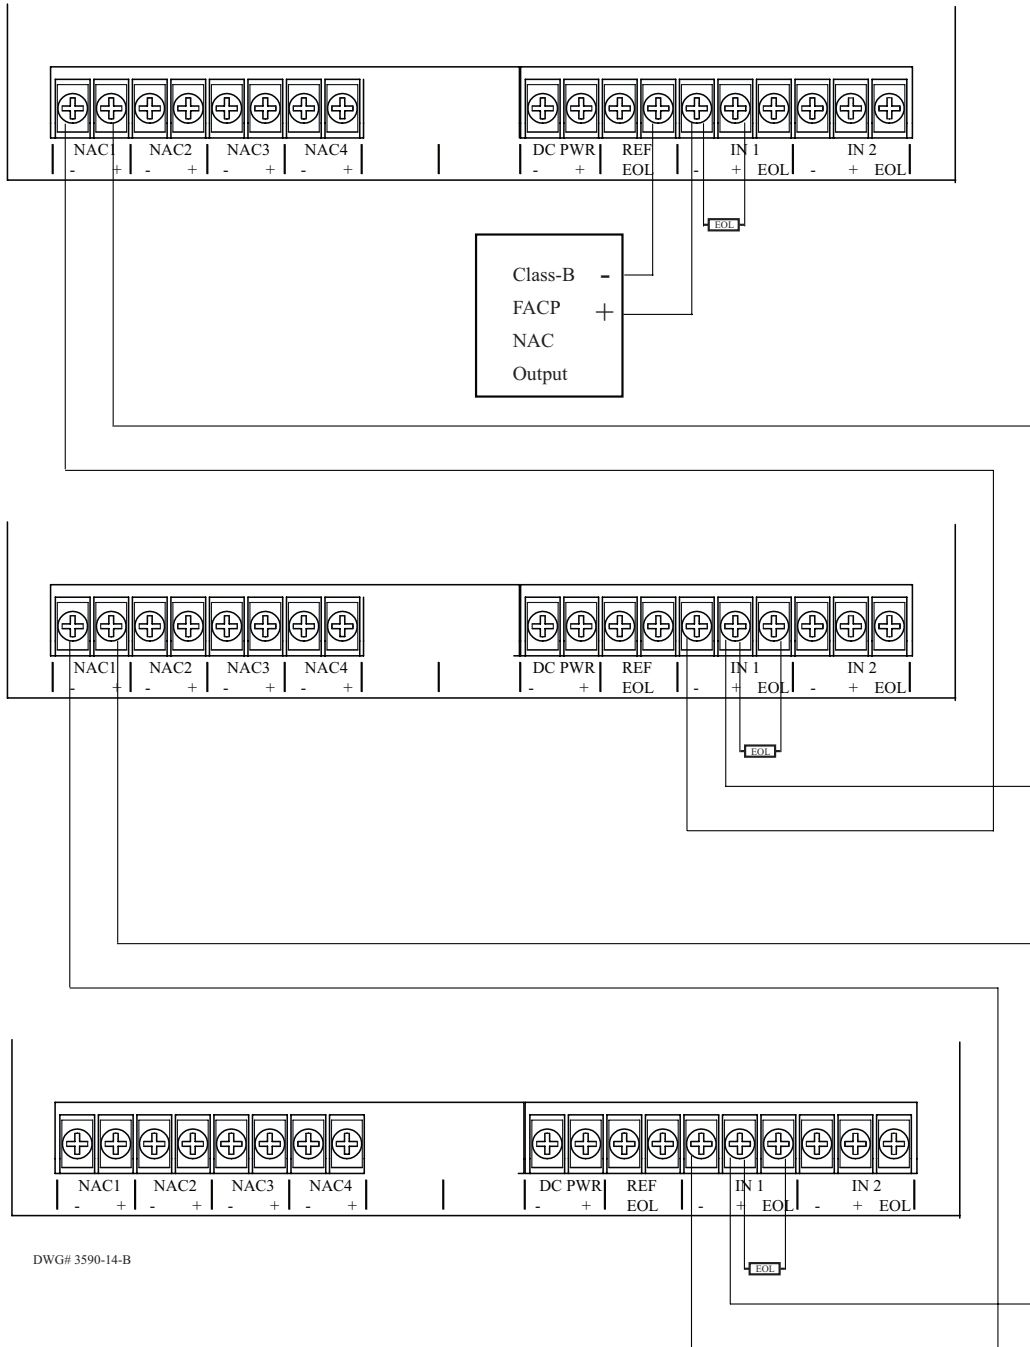 NAC1 NAC2 NAC3 NAC4 DC PWR REF IN 1 IN 2
- + - + - + - + - + EOL - + EOL - + EOL
EOL
Class-B -
FACP +
NAC
Output
NAC1 NAC2 NAC3 NAC4 DC PWR REF IN 1 IN 2
- + - + - + - + - + EOL - + EOL - + EOL
EOL
NAC1 NAC2 NAC3 NAC4 DC PWR REF IN 1 IN 2
- + - + - + - + - + EOL - + EOL - + EOL
DWG# 3590-14-B
EOL